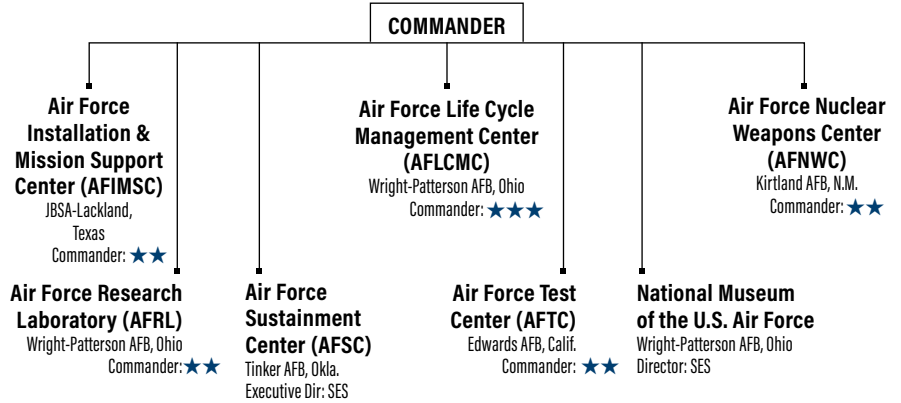 COMMANDER
Air Force
Installation &
Mission Support
Center (AFIMSC)
JBSA-Lackland,
Texas
Commander: ★★
Air Force Life Cycle
Management Center
(AFLCMC)
Wright-Patterson AFB, Ohio
Commander: ★★★
Air Force Nuclear
Weapons Center
(AFNWC)
Kirtland AFB, N.M.
Commander: ★★
Air Force Research
Laboratory (AFRL)
Wright-Patterson AFB, Ohio
Commander:★★
Air Force
Sustainment
Center (AFSC)
Tinker AFB, Okla.
Executive Dir: SES
Air Force Test
Center (AFTC)
Edwards AFB, Calif.
Commander: ★★
National Museum
of the U.S. Air Force
Wright-Patterson AFB, Ohio
Director: SES